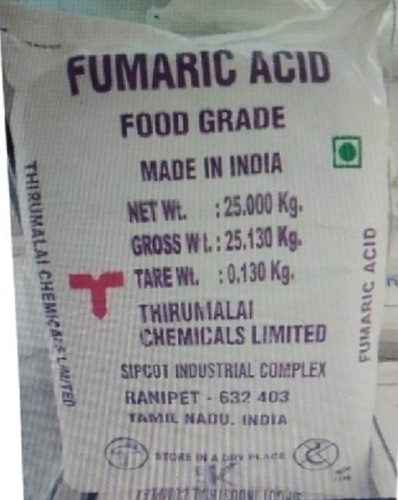 FUMARIC ACID
FOOD GRADE
MADE IN INDIA
NET Wt. : 25.000 Kg.
GROSS Wt. : 25.130 Kg.
TARE Wt. : 0.130 Kg.
THIRUMALAI
CHEMICALS LIMITED
SIPCOT INDUSTRIAL COMPLEX
RANIPET - 632 403
TAMIL NADU. INDIA
STORE IN A DRY PLACE
THIRUMALAI CHEMICALS LIMITED
FUMARIC ACID